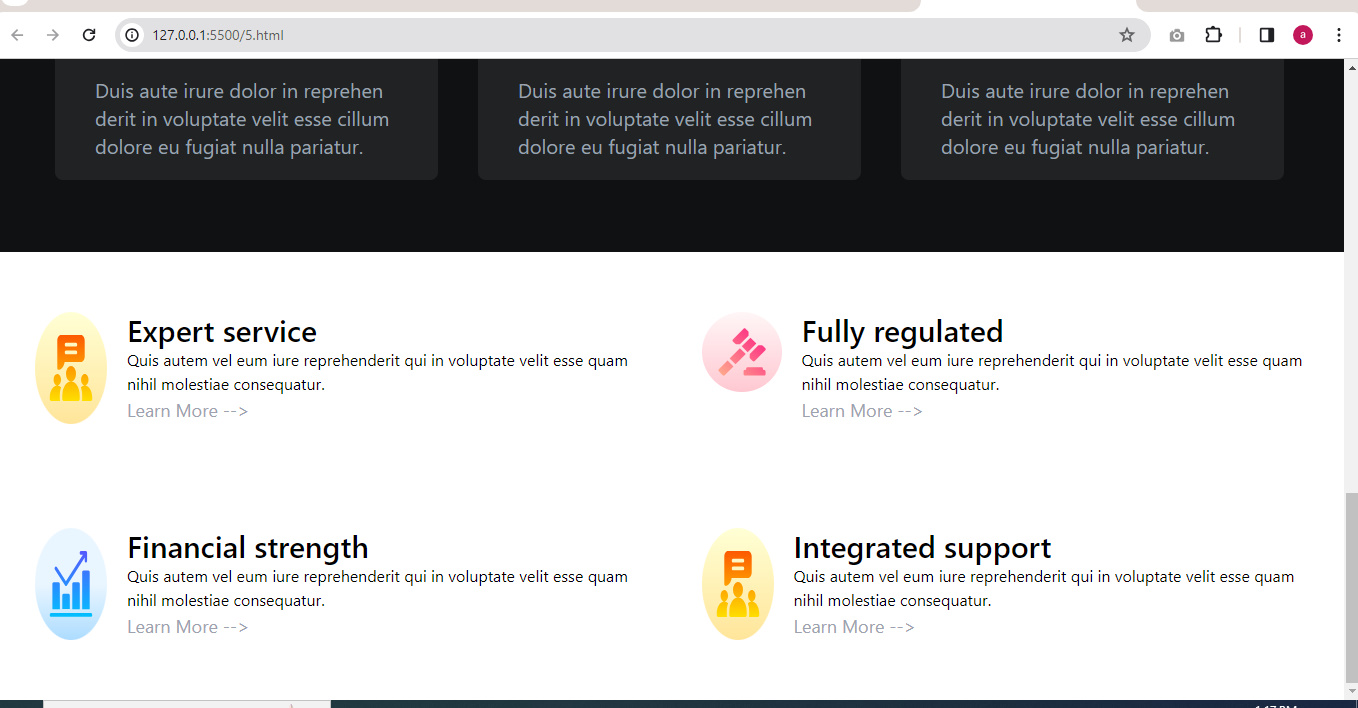 127.0.0.1:5500/5.html
a
Duis aute irure dolor in reprehen
derit in voluptate velit esse cillum
dolore eu fugiat nulla pariatur.
Duis aute irure dolor in reprehen
derit in voluptate velit esse cillum
dolore eu fugiat nulla pariatur.
Duis aute irure dolor in reprehen
derit in voluptate velit esse cillum
dolore eu fugiat nulla pariatur.
Expert service
Quis autem vel eum iure reprehenderit qui in voluptate velit esse quam
nihil molestiae consequatur.
Learn More -->
Fully regulated
Quis autem vel eum iure reprehenderit qui in voluptate velit esse quam
nihil molestiae consequatur.
Learn More -->
Financial strength
Quis autem vel eum iure reprehenderit qui in voluptate velit esse quam
nihil molestiae consequatur.
Learn More -->
Integrated support
Quis autem vel eum iure reprehenderit qui in voluptate velit esse quam
nihil molestiae consequatur.
Learn More -->